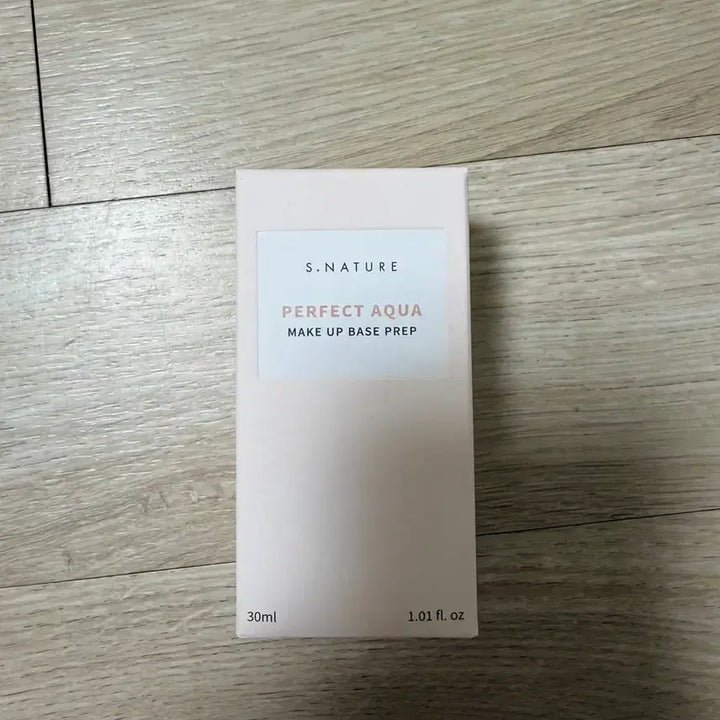 S.NATURE
PERFECT AQUA
MAKE UP BASE PREP
30ml
1.01 fl. oz